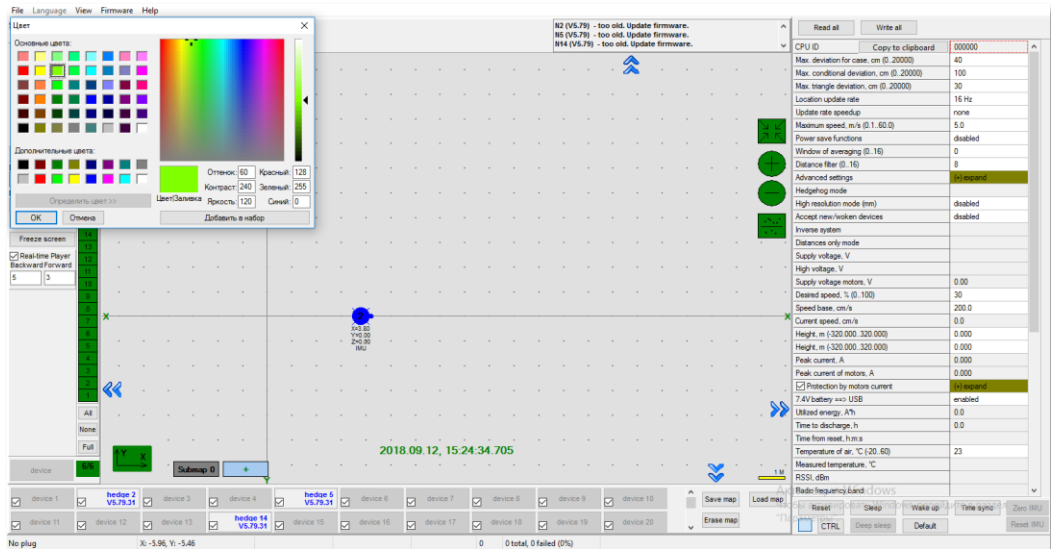 File Language View Firmware Help
Цвет
Основные цвета:
Дополнительные цвета:
Определить цвет >>
OK Отмена
Цвет|Заливка
Оттенок: 60 Красный: 128
Контраст: 240 Зеленый: 255
Яркость: 120 Синий: 0
Добавить в набор
N2 (V5.79) - too old. Update firmware.
N5 (V5.79) - too old. Update firmware.
N14 (V5.79) - too old. Update firmware.
Freeze screen
Real-time Player
Backward Forward
5 3
14
13
12
11
10
9
8
7
6
5
4
3
2
1
All
None
Full
device 6/6
X X
2
X=3.80
Y=0.00
Z=0.00
IMU
2018.09.12, 15:24:34.705
Y X
Submap 0 +
Y
1 M
Read all Write all
CPU ID Copy to clipboard 000000
Max. deviation for case, cm (0..20000) 40
Max. conditional deviation, cm (0..20000) 100
Max. triangle deviation, cm (0..20000) 30
Location update rate 16 Hz
Update rate speedup none
Maximum speed, m/s (0.1..60.0) 5.0
Power save functions disabled
Window of averaging (0..16) 0
Distance filter (0..16) 8
Advanced settings (+) expand
Hedgehog mode
High resolution mode (mm) disabled
Accept new/woken devices disabled
Inverse system
Distances only mode
Supply voltage, V
High voltage, V
Supply voltage motors, V 0.00
Desired speed, % (0..100) 30
Speed base, cm/s 200.0
Current speed, cm/s 0.0
Height, m (-320.000..320.000) 0.000
Height, m (-320.000..320.000) 0.000
Peak current, A 0.000
Peak current of motors, A 0.000
Protection by motors current (+) expand
7.4V battery ==> USB enabled
Utilized energy, A*h 0.0
Time to discharge, h 0.0
Time from reset, h:m:s
Temperature of air, °C (-20..60) 23
Measured temperature, °C
RSSI, dBm
Radio frequency band
Reset Sleep Wake up Time sync Zero IMU
CTRL Deep sleep Default Reset IMU
device 1 hedge 2 V5.79.31 device 3 device 4 hedge 5 V5.79.31 device 6 device 7 device 8 device 9 device 10
device 11 device 12 device 13 hedge 14 V5.79.31 device 15 device 16 device 17 device 18 device 19 device 20
Save map Load map
Erase map
No plug X: -5.96, Y: -5.46 0 0 total, 0 failed (0%)